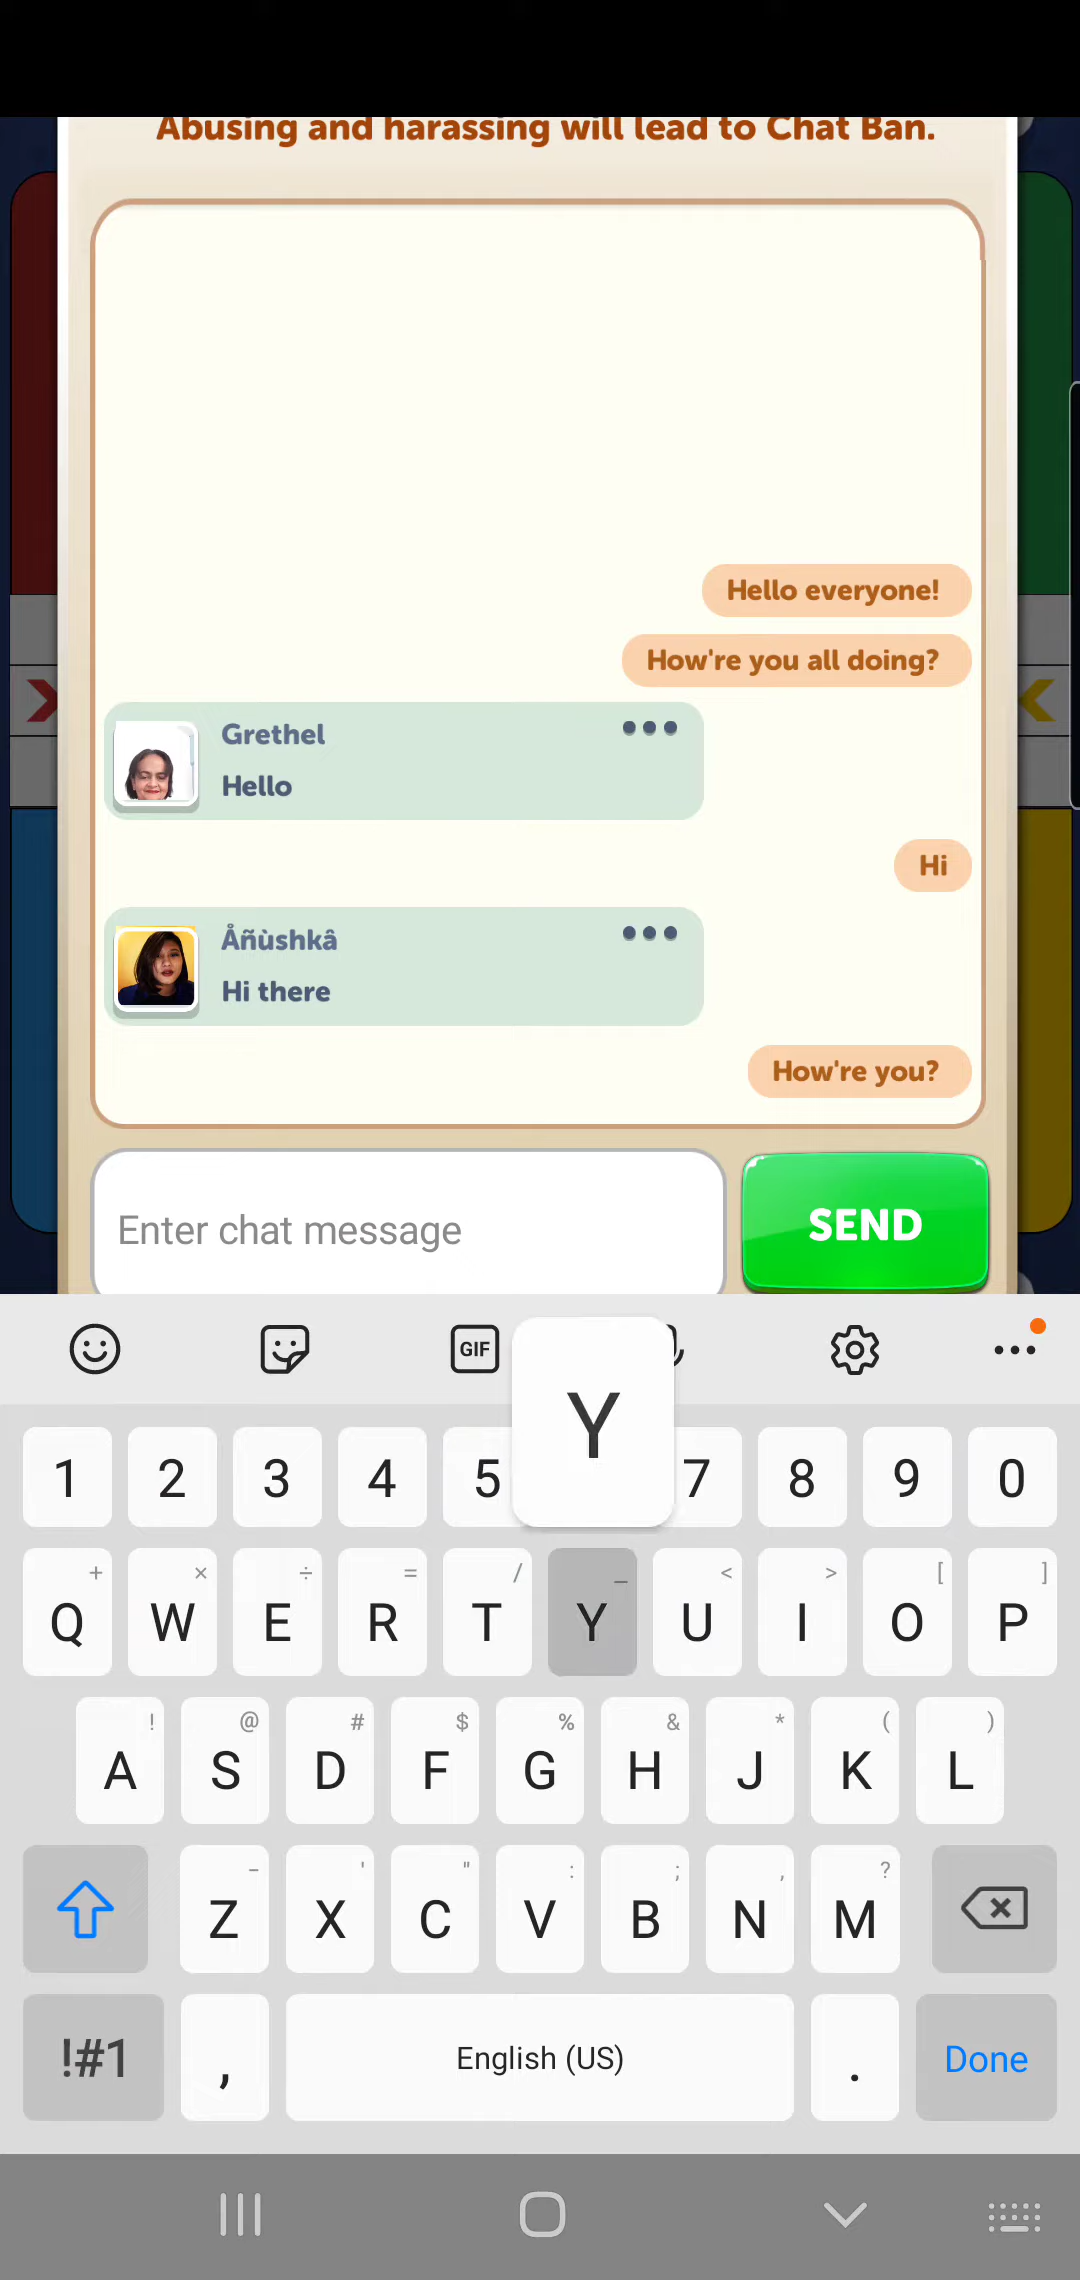 Abusing and harassing will lead to Chat Ban.
Hello everyone!
How're you all doing?
Grethel
Hello
Hi
Åñùshkâ
Hi there
How're you?
Enter chat message
SEND
GIF
Y
1 2 3 4 5 7 8 9 0
+ × ÷ = / _ < > [ ]
Q W E R T Y U I O P
! @ # $ % & * ( )
A S D F G H J K L
- ' " : ; , ?
Z X C V B N M
!#1 , English (US) . Done